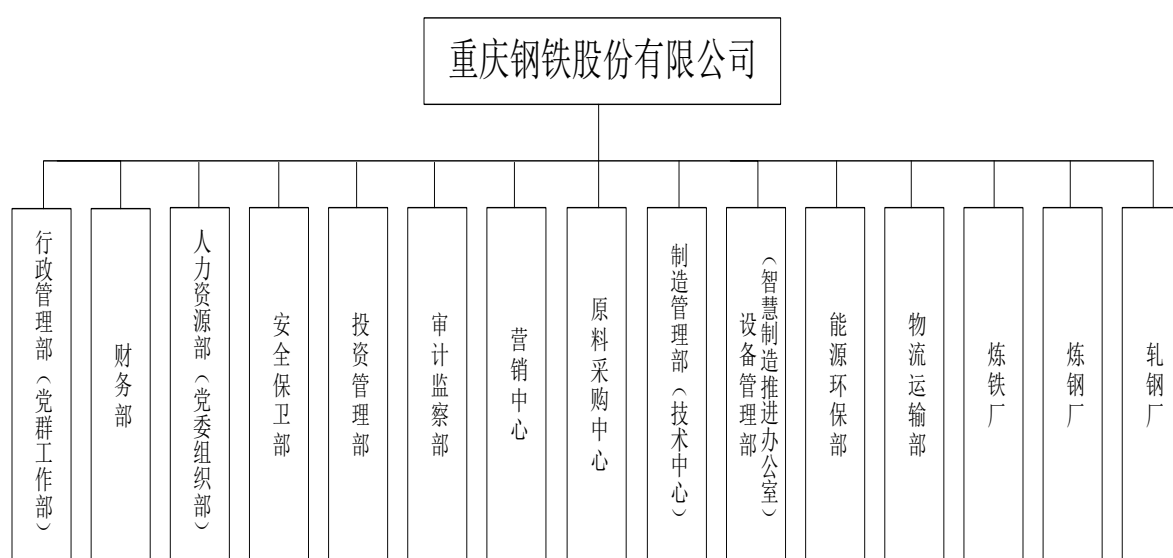 重庆钢铁股份有限公司
行政管理部（党群工作部）
财务部
人力资源部（党委组织部）
安全保卫部
投资管理部
审计监察部
营销中心
原料采购中心
制造管理部（技术中心）
设备管理部
（智慧制造推进办公室）
能源环保部
物流运输部
炼铁厂
炼钢厂
轧钢厂